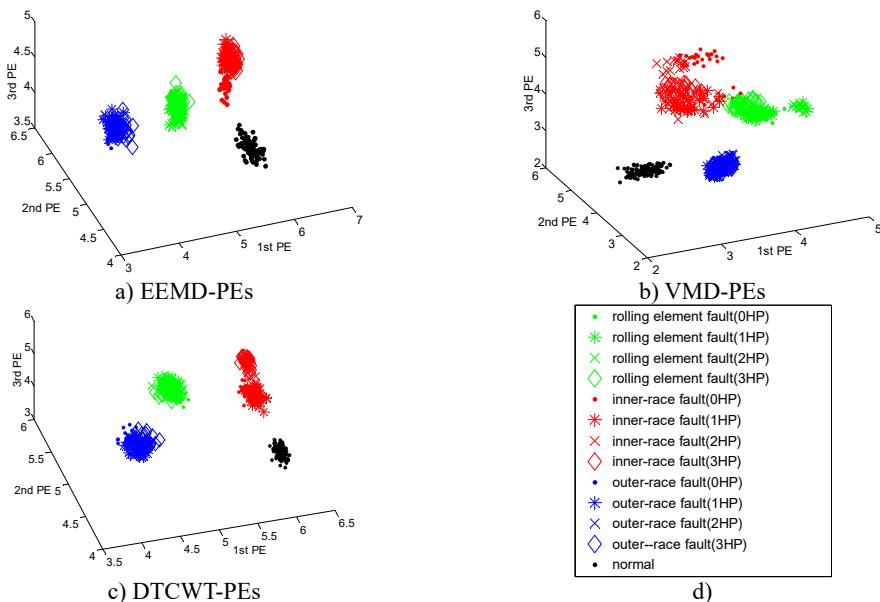 5
4.5
4
3.5
3rd PE
6.5
6
5.5
5
4.5
4
2nd PE
3
4
5
6
7
1st PE
a) EEMD-PEs
6
5
4
3
2
3rd PE
6
5
4
3
2
2nd PE
2
3
4
5
1st PE
b) VMD-PEs
6
5
4
3
3rd PE
6
5.5
5
4.5
4
2nd PE
3.5
4
4.5
5
5.5
6
6.5
1st PE
c) DTCWT-PEs
rolling element fault(0HP)
rolling element fault(1HP)
rolling element fault(2HP)
rolling element fault(3HP)
inner-race fault(0HP)
inner-race fault(1HP)
inner-race fault(2HP)
inner-race fault(3HP)
outer-race fault(0HP)
outer-race fault(1HP)
outer-race fault(2HP)
outer--race fault(3HP)
normal
d)